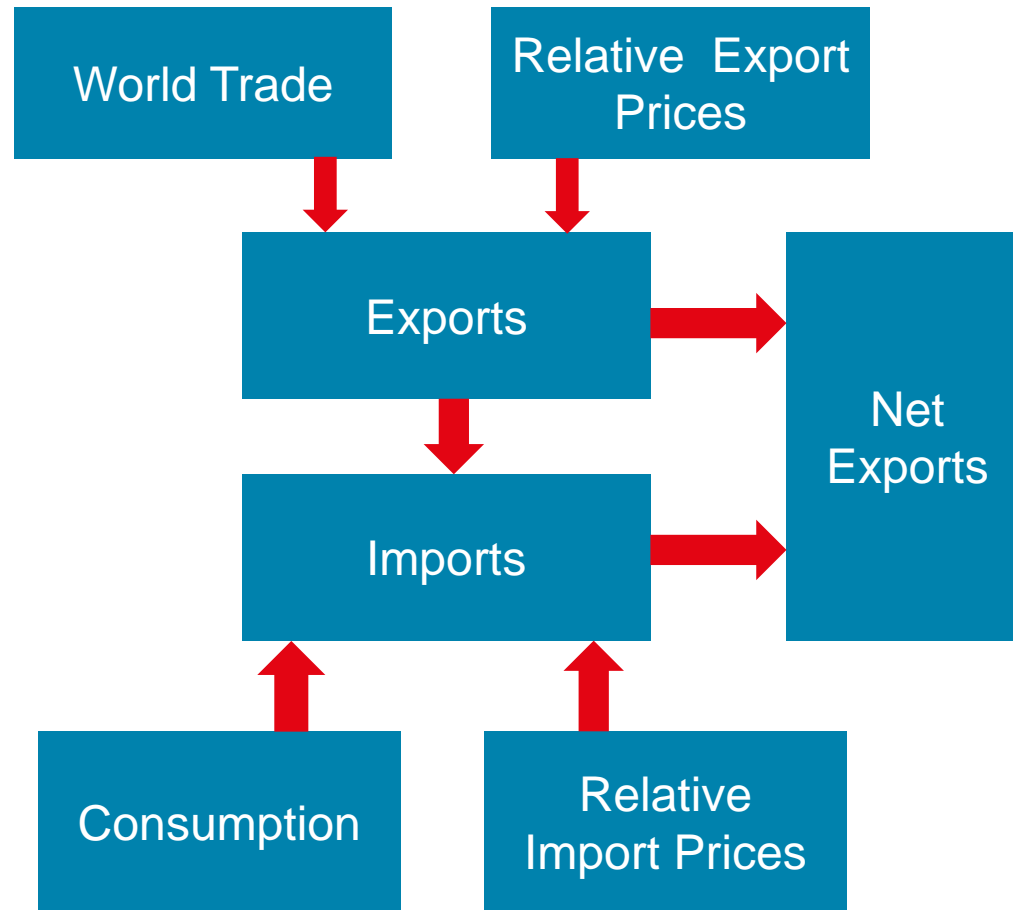 World Trade
Relative Export
Prices
Exports
Net
Exports
Imports
Consumption
Relative
Import Prices